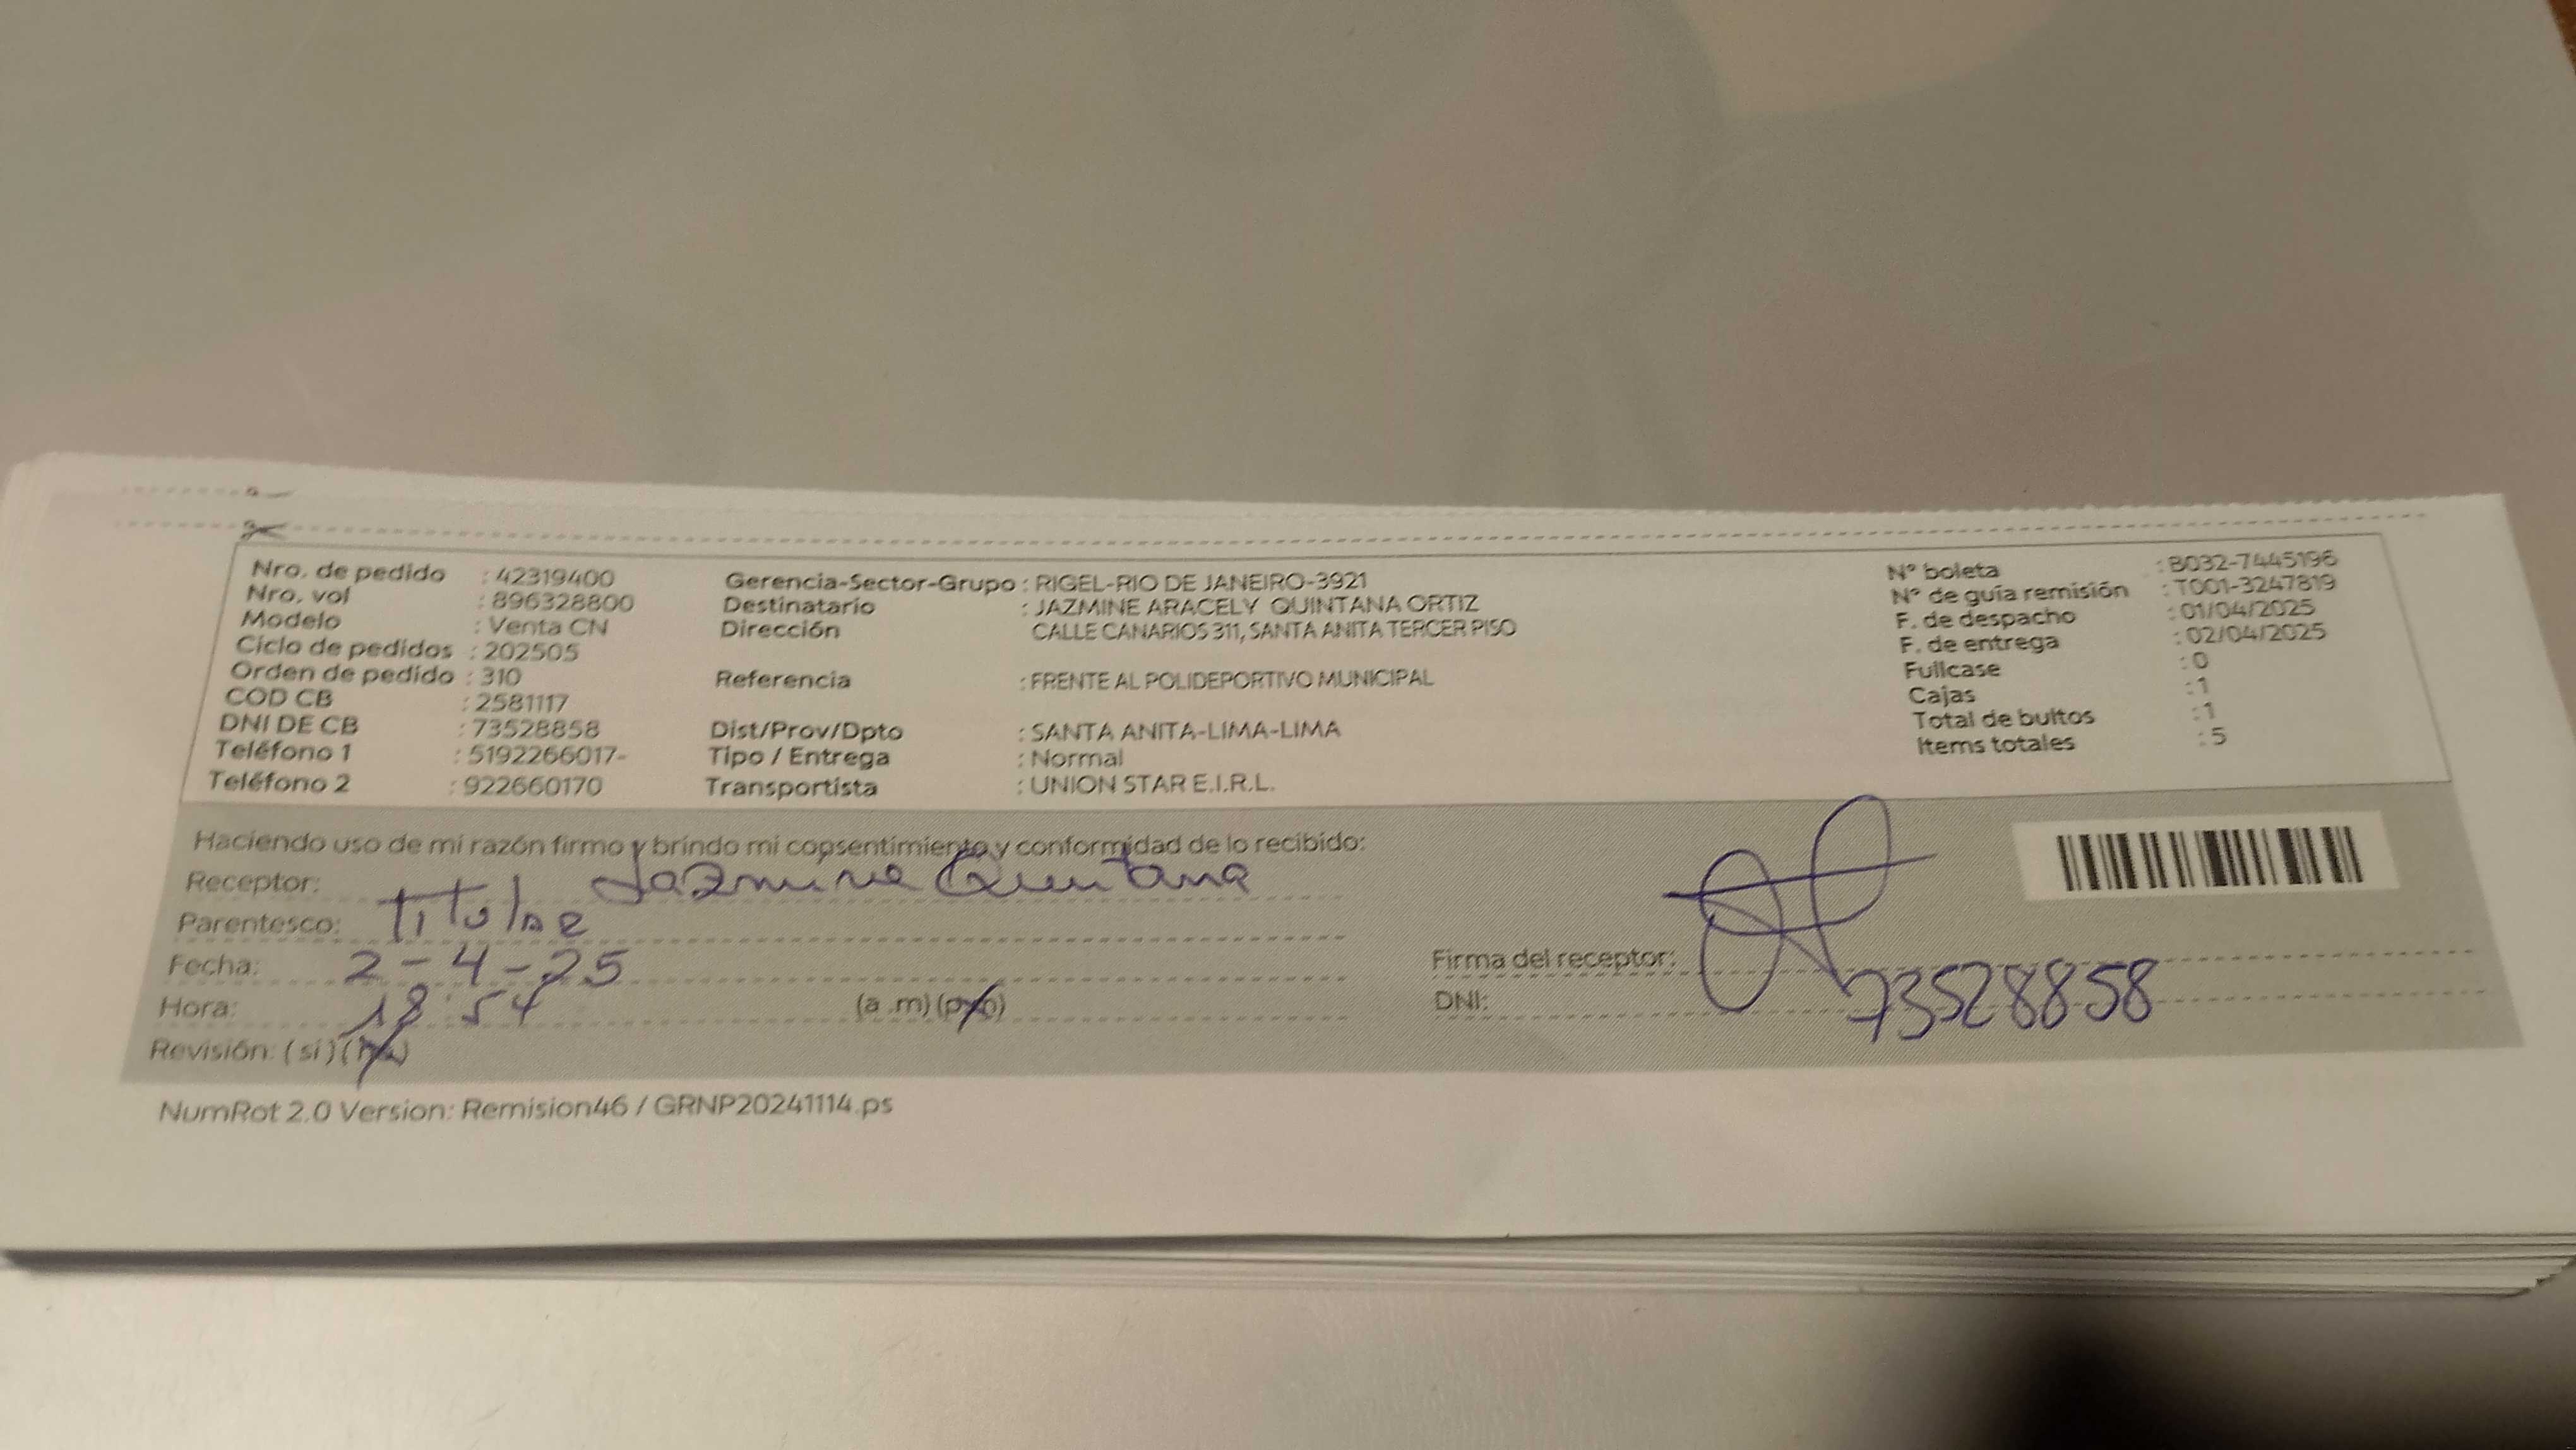 Nro. de pedido : 42319400
Nro. vol : 896328800
Modelo : Venta CN
Ciclo de pedidos : 202505
Orden de pedido : 310
COD CB : 2581117
DNI DE CB : 73528858
Teléfono 1 : 5192266017-
Teléfono 2 : 922660170
Gerencia-Sector-Grupo : RIGEL-RIO DE JANEIRO-3921
Destinatario : JAZMINE ARACELY QUINTANA ORTIZ
Dirección CALLE CANARIOS 311, SANTA ANITA TERCER PISO
Referencia : FRENTE AL POLIDEPORTIVO MUNICIPAL
Dist/Prov/Dpto : SANTA ANITA-LIMA-LIMA
Tipo / Entrega : Normal
Transportista : UNION STAR E.I.R.L.
N° boleta : B032-7445196
N° de guía remisión : T001-3247819
F. de despacho : 01/04/2025
F. de entrega : 02/04/2025
Fullcase : 0
Cajas : 1
Total de bultos : 1
Items totales : 5
Haciendo uso de mi razón firmo y brindo mi consentimiento y conformidad de lo recibido:
Receptor: Jazmine Quintana
Parentesco: Titular
Fecha: 2-4-25
Hora: 18:54 (a .m) (p.m)
Revisión: (si) (no)
Firma del receptor:
DNI: 73528858
NumRot 2.0 Version: Remision46 / GRNP20241114.ps